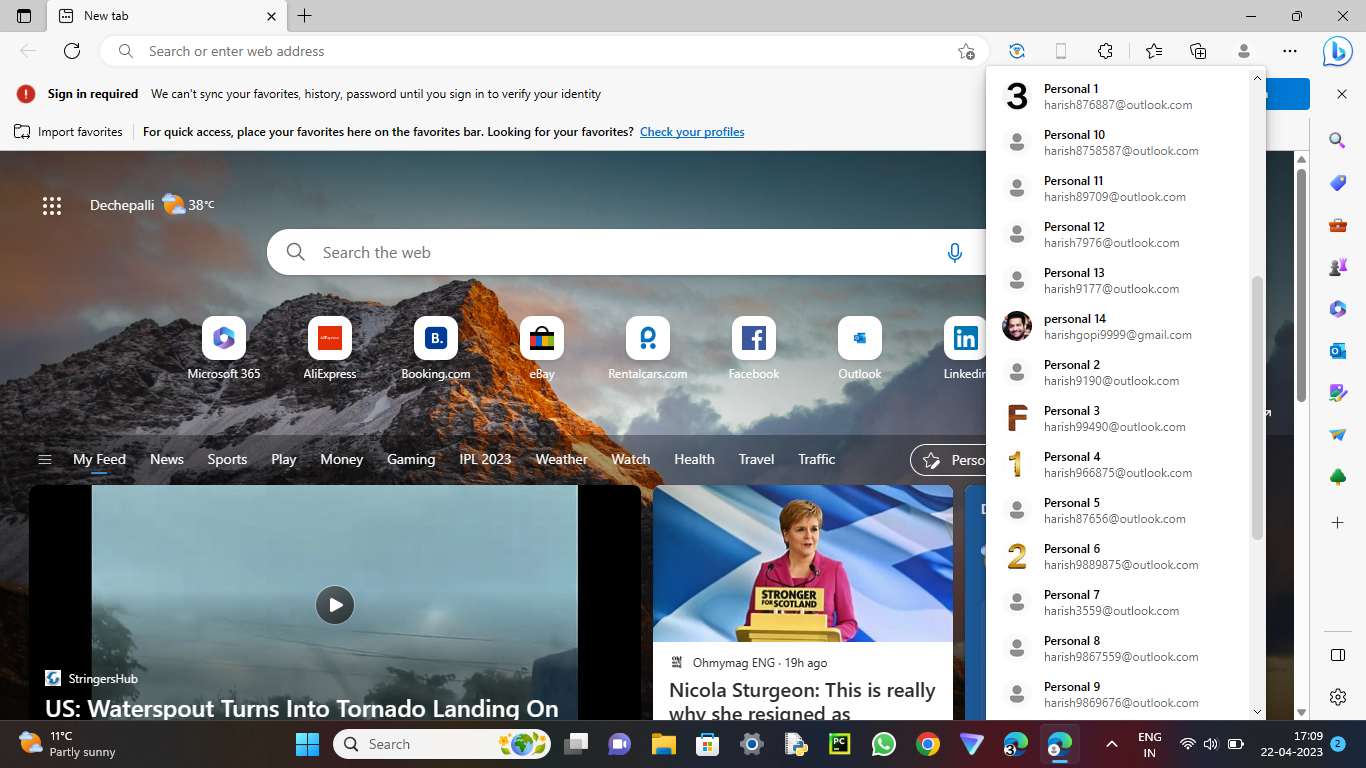 New tab
Search or enter web address
Sign in required We can't sync your favorites, history, password until you sign in to verify your identity
Import favorites
For quick access, place your favorites here on the favorites bar. Looking for your favorites? Check your profiles
Dechepalli 38°C
Search the web
Microsoft 365
AliExpress
Booking.com
eBay
Rentalcars.com
Facebook
Outlook
Linkedin
My Feed News Sports Play Money Gaming IPL 2023 Weather Watch Health Travel Traffic
StringersHub
US: Waterspout Turns Into Tornado Landing On
STRONGER
FOR SCOTLAND
Ohmymag ENG · 19h ago
Nicola Sturgeon: This is really
why she resigned as
3
Personal 1
harish876887@outlook.com
Personal 10
harish8758587@outlook.com
Personal 11
harish89709@outlook.com
Personal 12
harish7976@outlook.com
Personal 13
harish9177@outlook.com
personal 14
harishgopi9999@gmail.com
Personal 2
harish9190@outlook.com
F
Personal 3
harish99490@outlook.com
1
Personal 4
harish966875@outlook.com
Personal 5
harish87656@outlook.com
2
Personal 6
harish9889875@outlook.com
Personal 7
harish3559@outlook.com
Personal 8
harish9867559@outlook.com
Personal 9
harish9869676@outlook.com
11°C
Partly sunny
Search
PC
3
ENG
IN
17:09
22-04-2023
2